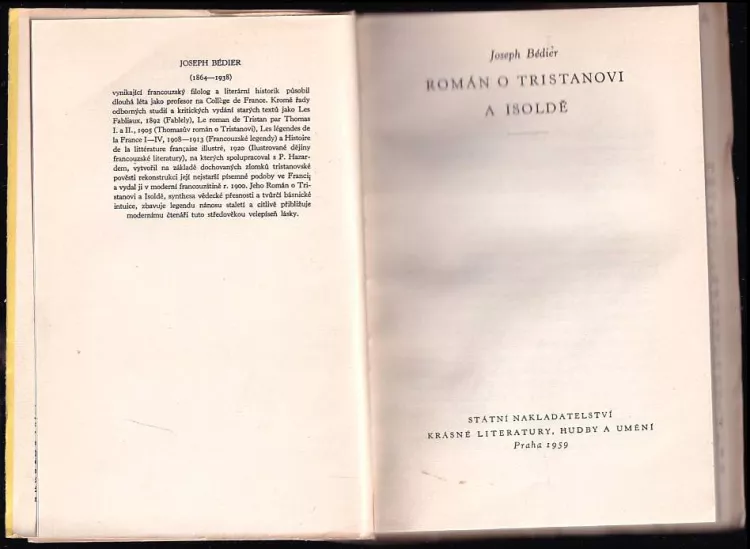 JOSEPH BÉDIER
(1864—1938)
vynikající francouzský filolog a literární historik působil
dlouhá léta jako profesor na Collège de France. Kromě řady
odborných studií a kritických vydání starých textů jako Les
Fabliaux, 1892 (Fablely), Le roman de Tristan par Thomas
I. a II., 1905 (Thomasův román o Tristanovi), Les légendes de
la France I—IV, 1908—1913 (Francouzské legendy) a Histoire
de la littérature française illustré, 1920 (Ilustrované dějiny
francouzské literatury), na kterých spolupracoval s P. Hazar-
dem, vytvořil na základě dochovaných zlomků tristanovské
pověsti rekonstrukci její nejstarší písemné podoby ve Francii
a vydal ji v moderní francouzštině r. 1900. Jeho Román o Tri-
stanovi a Isoldě, synthesa vědecké přesnosti a tvůrčí básnické
intuice, zbavuje legendu nánosu staletí a citlivě přibližuje
modernímu čtenáři tuto středověkou velepíseň lásky.
Joseph Bédier
ROMÁN O TRISTANOVI
A ISOLDĚ
STÁTNÍ NAKLADATELSTVÍ
KRÁSNÉ LITERATURY, HUDBY A UMĚNÍ
Praha 1959